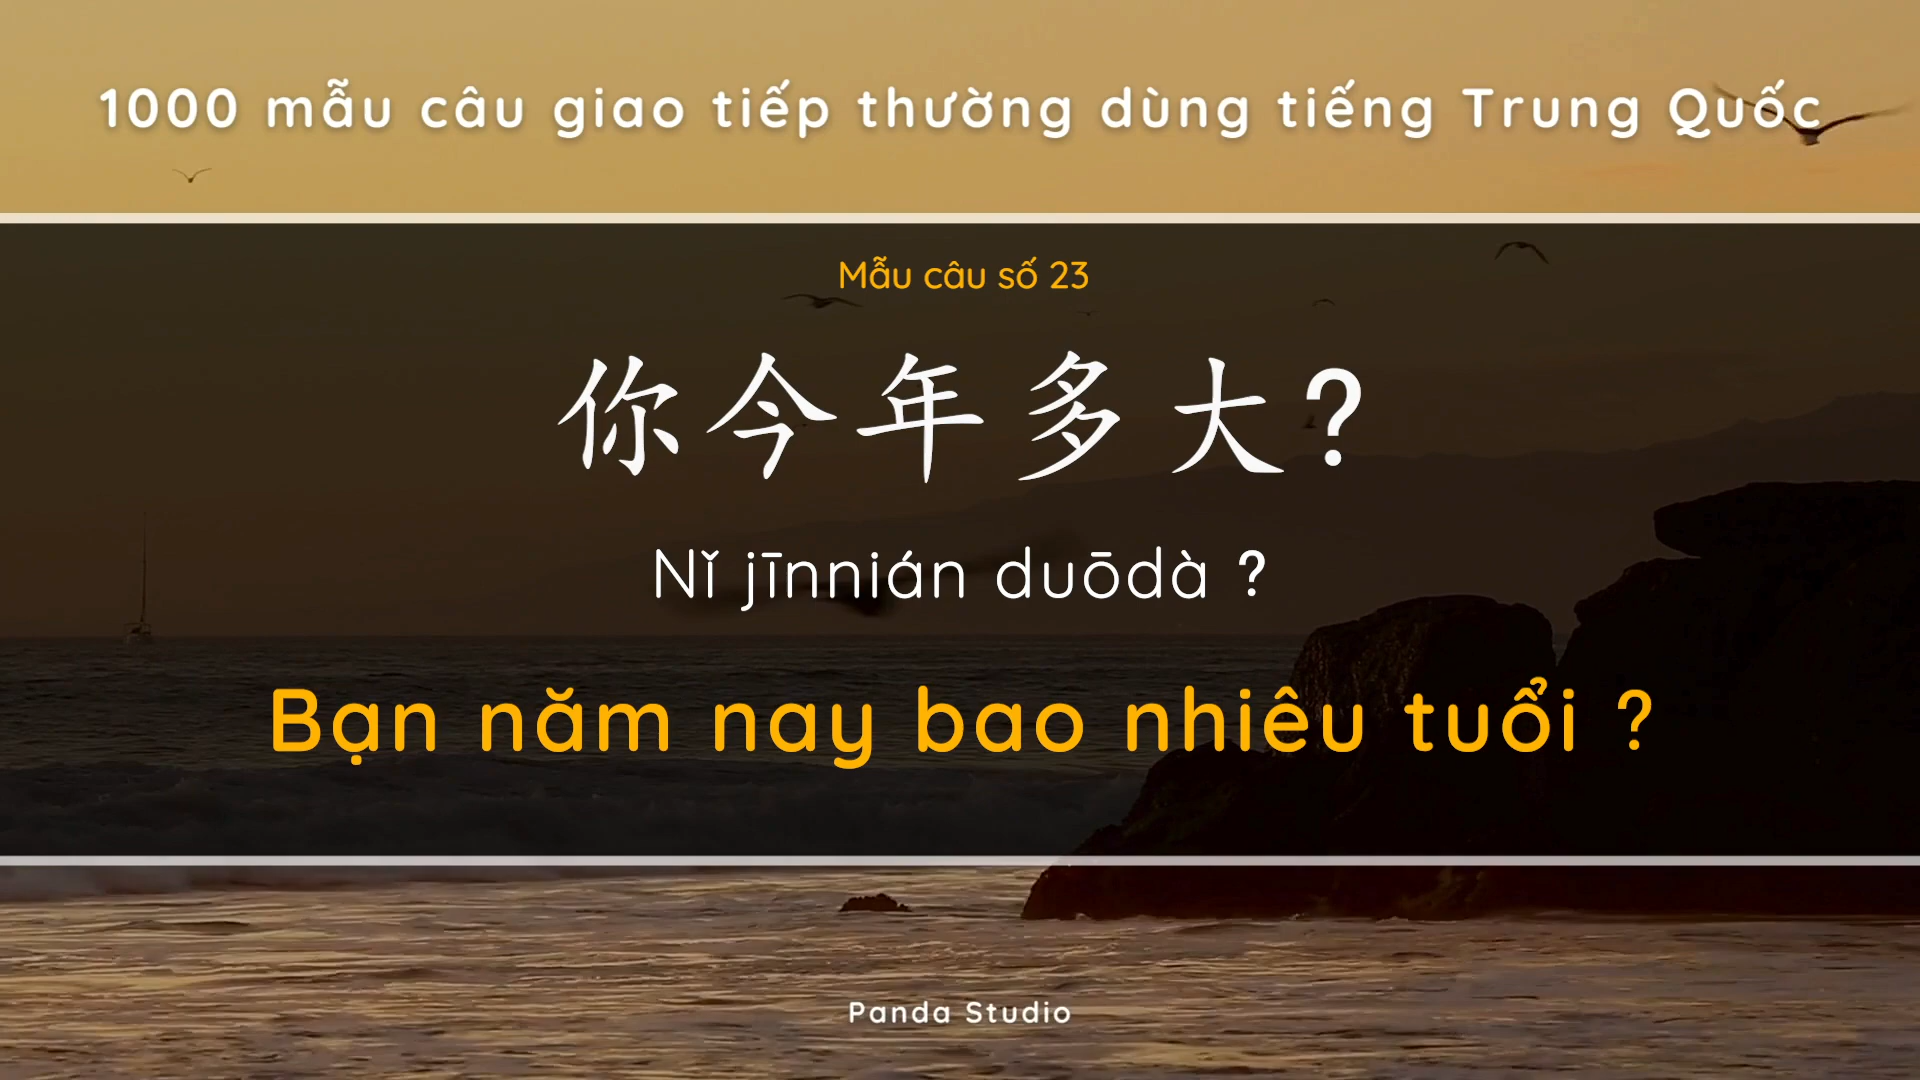 1000 mẫu câu giao tiếp thường dùng tiếng Trung Quốc
Mẫu câu số 23
你今年多大?
Nǐ jīnnián duōdà ?
Bạn năm nay bao nhiêu tuổi ?
Panda Studio